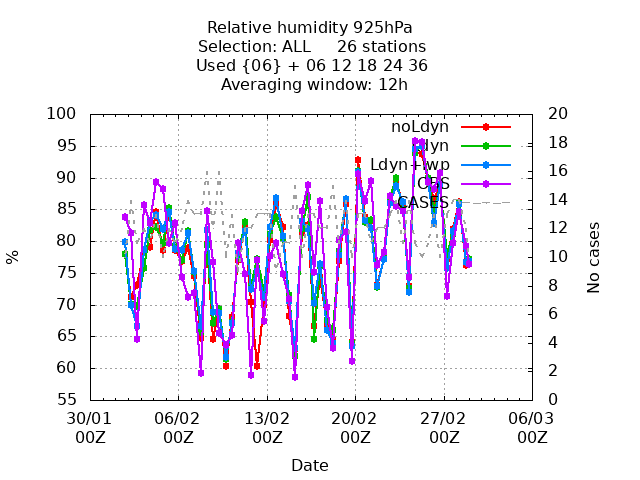 Relative humidity 925hPa
Selection: ALL 26 stations
Used {06} + 06 12 18 24 36
Averaging window: 12h
100 20
95 18
90 16
85 14
80 12
75 10
70 8
65 6
60 4
55 2
0
noLdyn
Ldyn+lwp
OBS
CASES
%
No cases
30/01 06/02 13/02 20/02 27/02 06/03
00Z 00Z 00Z 00Z 00Z 00Z
Date